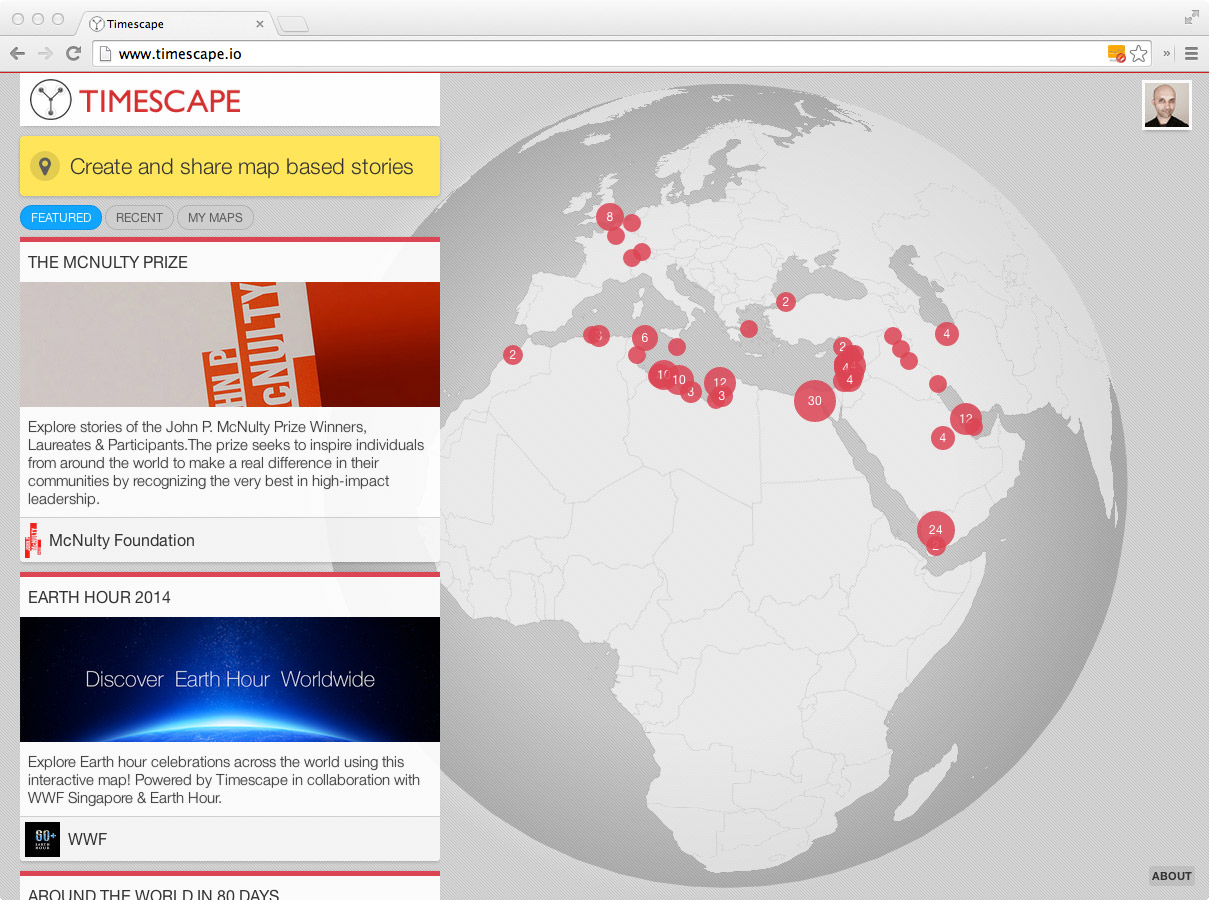 Timescape
www.timescape.io
TIMESCAPE
Create and share map based stories
FEATURED
RECENT
MY MAPS
THE MCNULTY PRIZE
JOHN P
MCNULTY
Explore stories of the John P. McNulty Prize Winners,
Laureates & Participants.The prize seeks to inspire individuals
from around the world to make a real difference in their
communities by recognizing the very best in high-impact
leadership.
McNulty Foundation
EARTH HOUR 2014
Discover Earth Hour Worldwide
Explore Earth hour celebrations across the world using this
interactive map! Powered by Timescape in collaboration with
WWF Singapore & Earth Hour.
60+
EARTH
HOUR
WWF
AROUND THE WORLD IN 80 DAYS
8
2
2
6
10
10
3
12
3
2
4
4
30
4
12
4
24
2
ABOUT